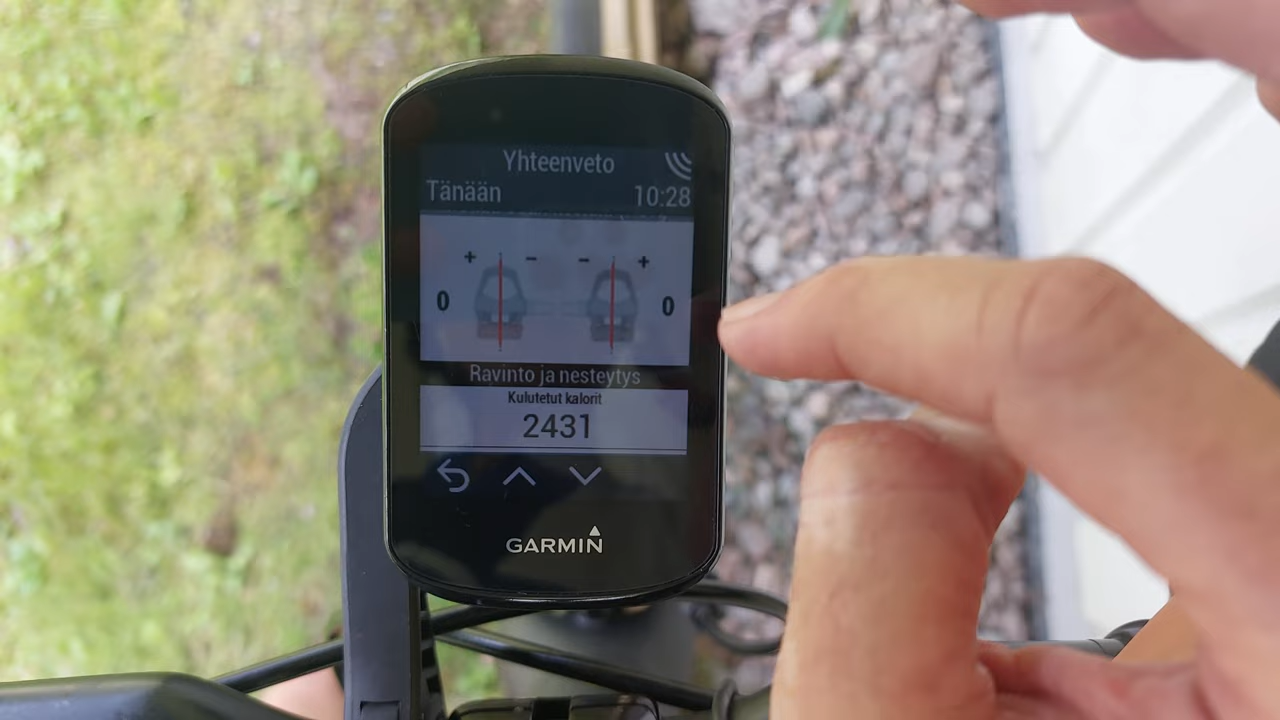 Yhteenveto
Tänään 10:28
+ − − +
0 0
Ravinto ja nesteytys
Kulutetut kalorit
2431
GARMIN